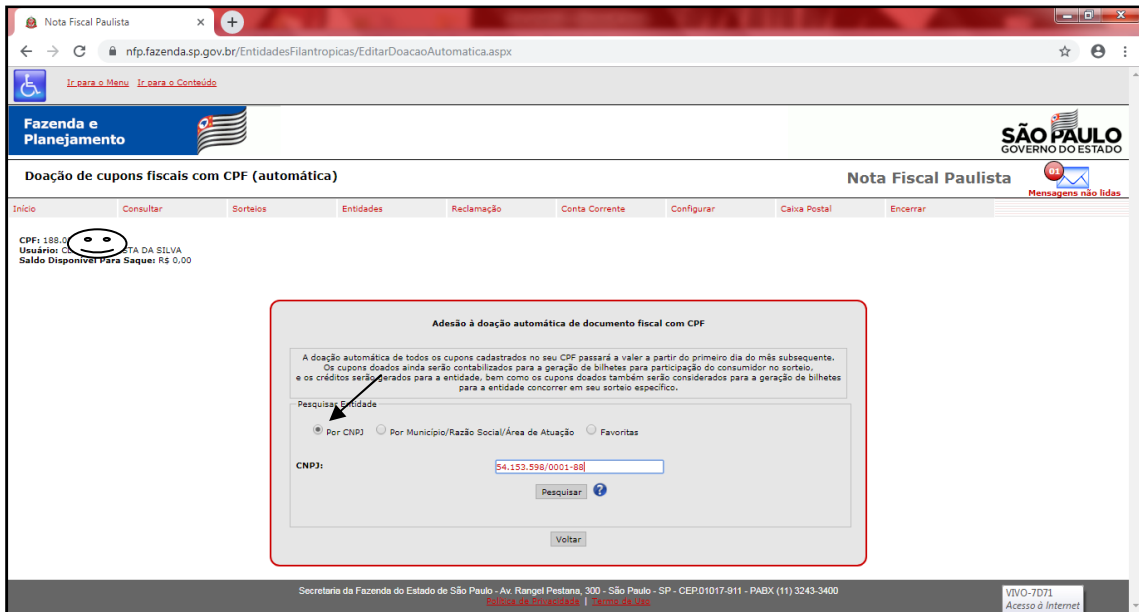 Nota Fiscal Paulista
nfp.fazenda.sp.gov.br/EntidadesFilantropicas/EditarDoacaoAutomatica.aspx
Ir para o Menu Ir para o Conteúdo
Fazenda e
Planejamento
SÃO PAULO
GOVERNO DO ESTADO
Doação de cupons fiscais com CPF (automática)
Nota Fiscal Paulista
01
Mensagens não lidas
Início Consultar Sorteios Entidades Reclamação Conta Corrente Configurar Caixa Postal Encerrar
CPF: 188.0
Usuário: STA DA SILVA
Saldo Disponível Para Saque: R$ 0,00
Adesão à doação automática de documento fiscal com CPF
A doação automática de todos os cupons cadastrados no seu CPF passará a valer a partir do primeiro dia do mês subsequente.
Os cupons doados ainda serão contabilizados para a geração de bilhetes para participação do consumidor no sorteio,
e os créditos serão gerados para a entidade, bem como os cupons doados também serão considerados para a geração de bilhetes
para a entidade concorrer em seu sorteio específico.
Pesquisar Entidade
Por CNPJ Por Município/Razão Social/Área de Atuação Favoritas
CNPJ: 54.153.598/0001-88
Pesquisar ?
Voltar
Secretaria da Fazenda do Estado de São Paulo - Av. Rangel Pestana, 300 - São Paulo - SP - CEP.01017-911 - PABX (11) 3243-3400
Política de Privacidade | Termo de Uso
VIVO-7D71
Acesso à Internet